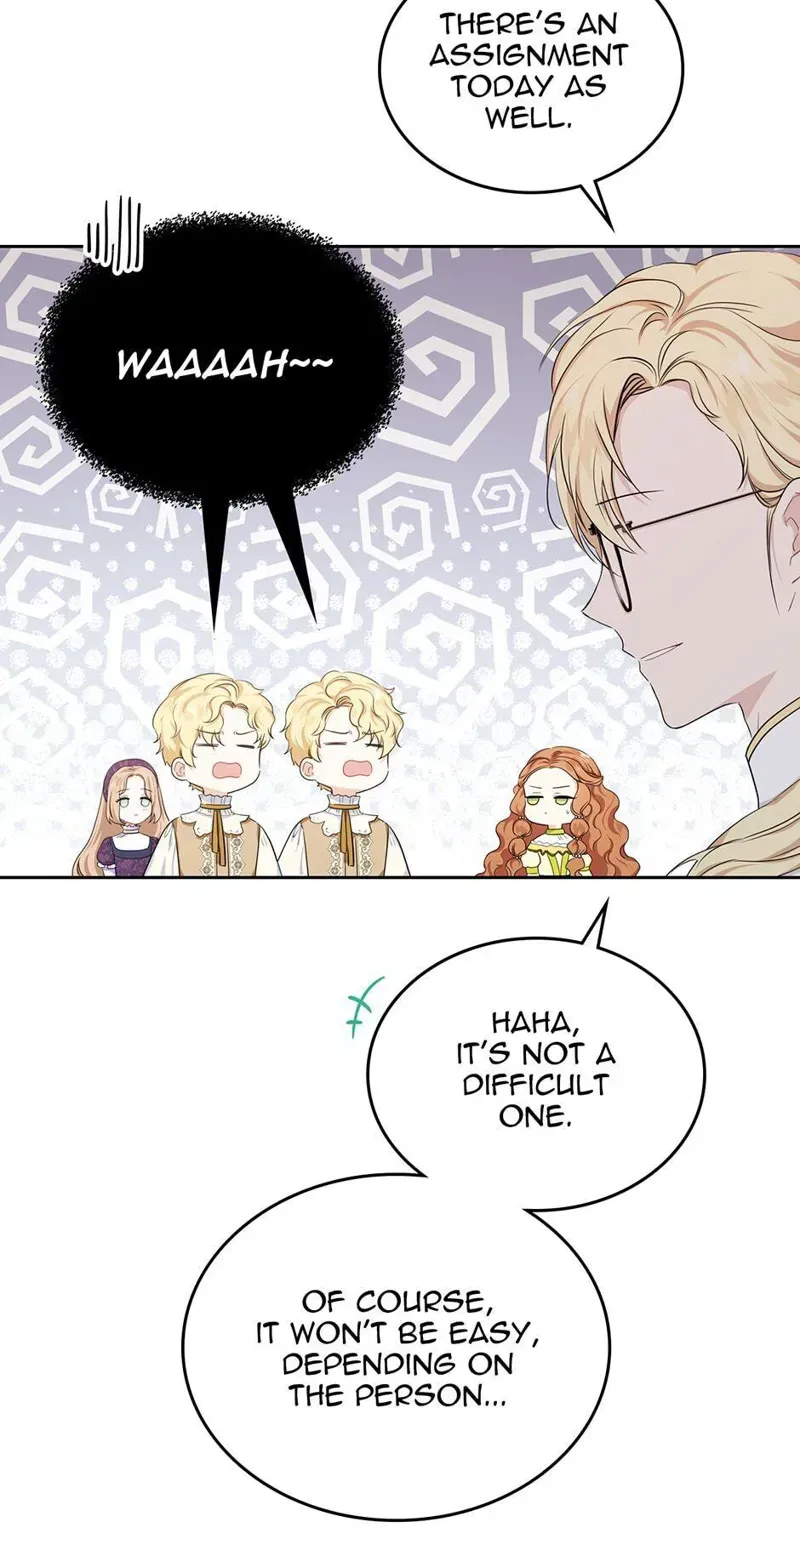 THERE'S AN
ASSIGNMENT
TODAY AS
WELL.
WAAAAH~~
HAHA,
IT'S NOT A
DIFFICULT
ONE.
OF COURSE,
IT WON'T BE EASY,
DEPENDING ON
THE PERSON...